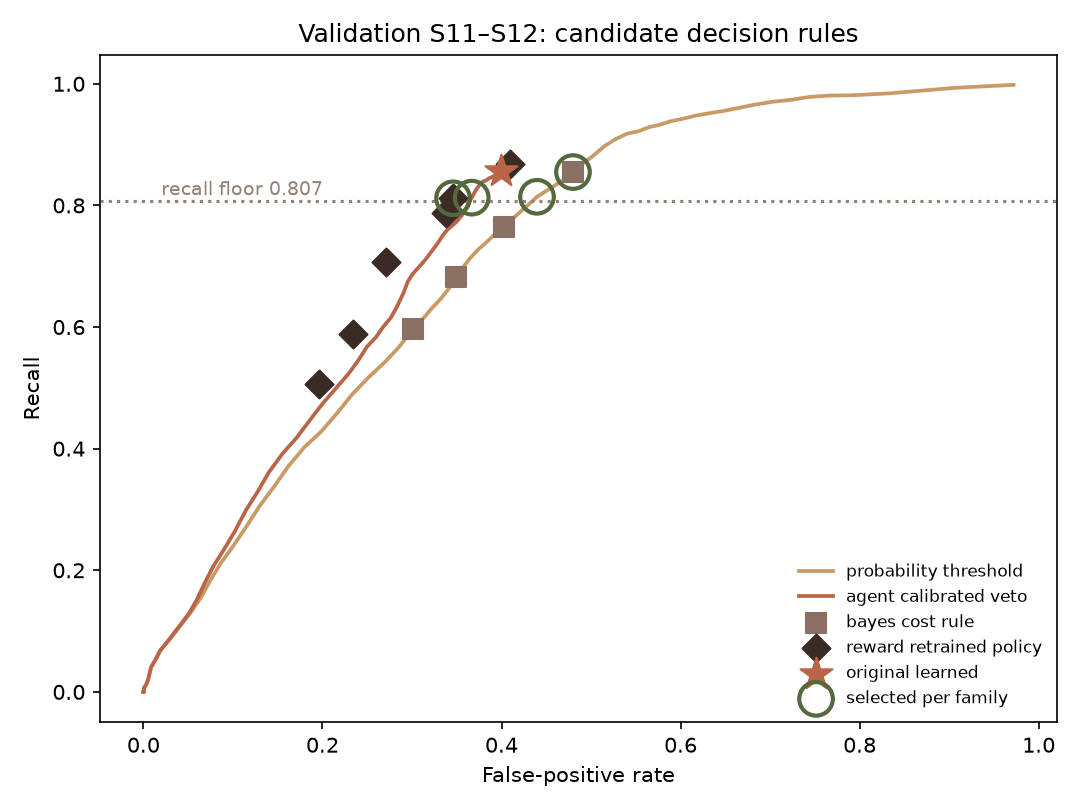 Validation S11–S12: candidate decision rules
Recall
1.0
0.8
0.6
0.4
0.2
0.0
recall floor 0.807
probability threshold
agent calibrated veto
bayes cost rule
reward retrained policy
original learned
selected per family
0.0 0.2 0.4 0.6 0.8 1.0
False-positive rate